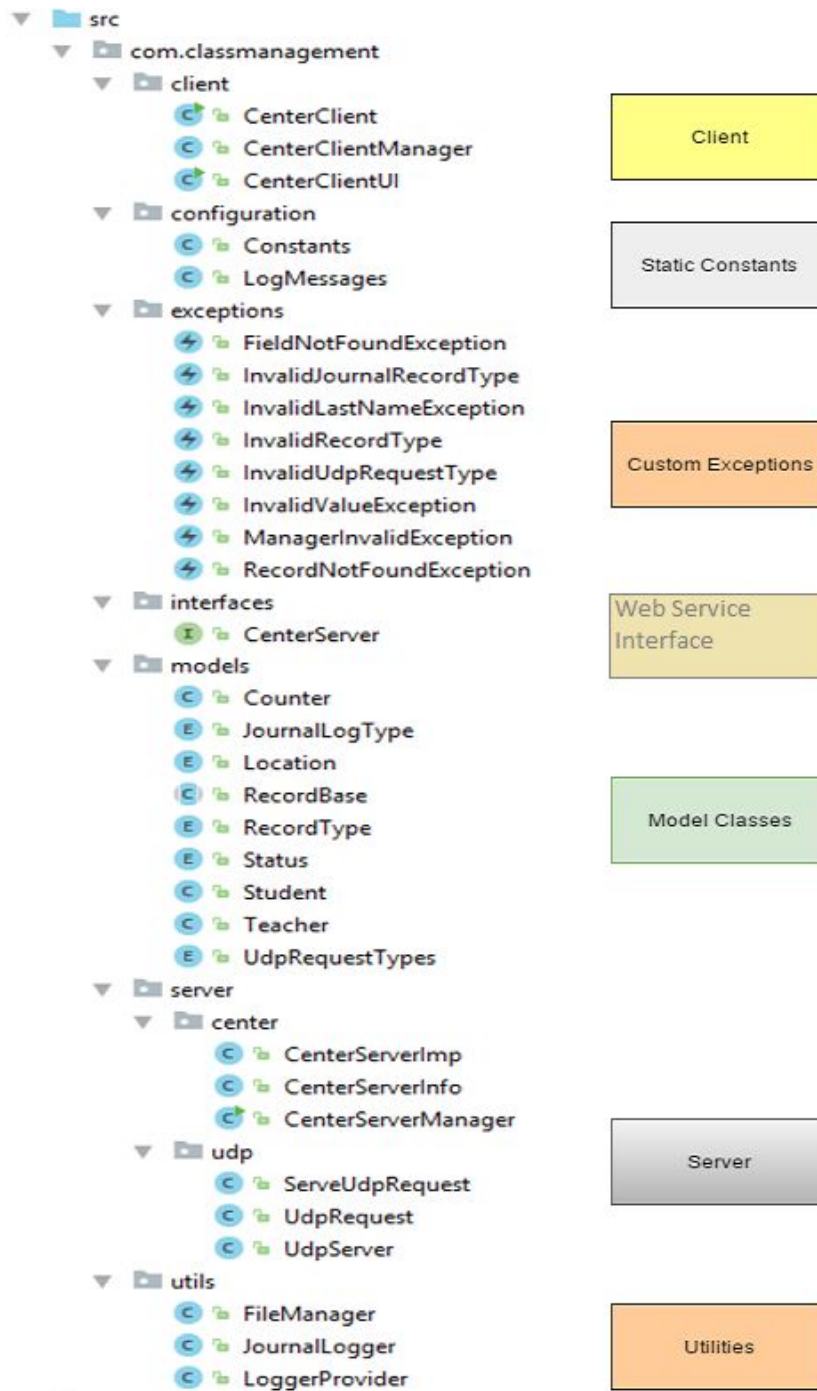 src
com.classmanagement
client
CenterClient
CenterClientManager
CenterClientUI
configuration
Constants
LogMessages
exceptions
FieldNotFoundException
InvalidJournalRecordType
InvalidLastNameException
InvalidRecordType
InvalidUdpRequestType
InvalidValueException
ManagerInvalidException
RecordNotFoundException
interfaces
CenterServer
models
Counter
JournalLogType
Location
RecordBase
RecordType
Status
Student
Teacher
UdpRequestTypes
server
center
CenterServerImp
CenterServerInfo
CenterServerManager
udp
ServeUdpRequest
UdpRequest
UdpServer
utils
FileManager
JournalLogger
LoggerProvider
Client
Static Constants
Custom Exceptions
Web Service
Interface
Model Classes
Server
Utilities